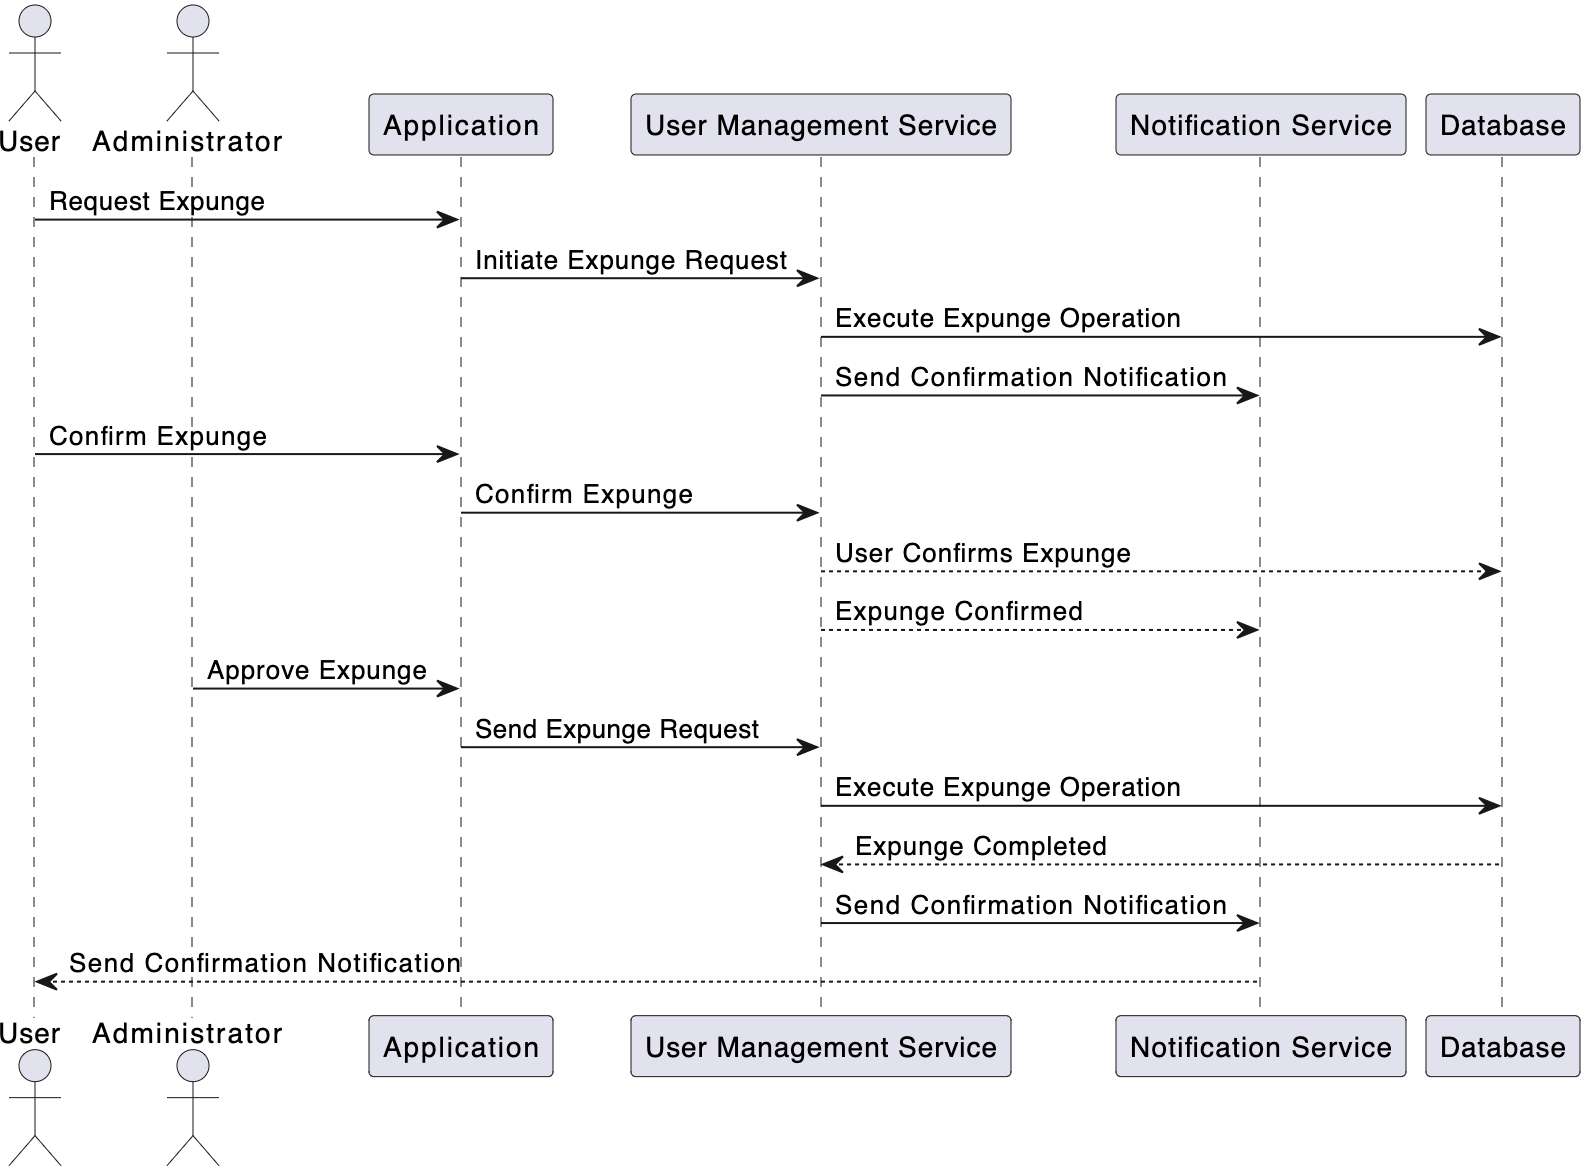 User
Administrator
Application
User Management Service
Notification Service
Database
Request Expunge
Initiate Expunge Request
Execute Expunge Operation
Send Confirmation Notification
Confirm Expunge
Confirm Expunge
User Confirms Expunge
Expunge Confirmed
Approve Expunge
Send Expunge Request
Execute Expunge Operation
Expunge Completed
Send Confirmation Notification
Send Confirmation Notification
User
Administrator
Application
User Management Service
Notification Service
Database